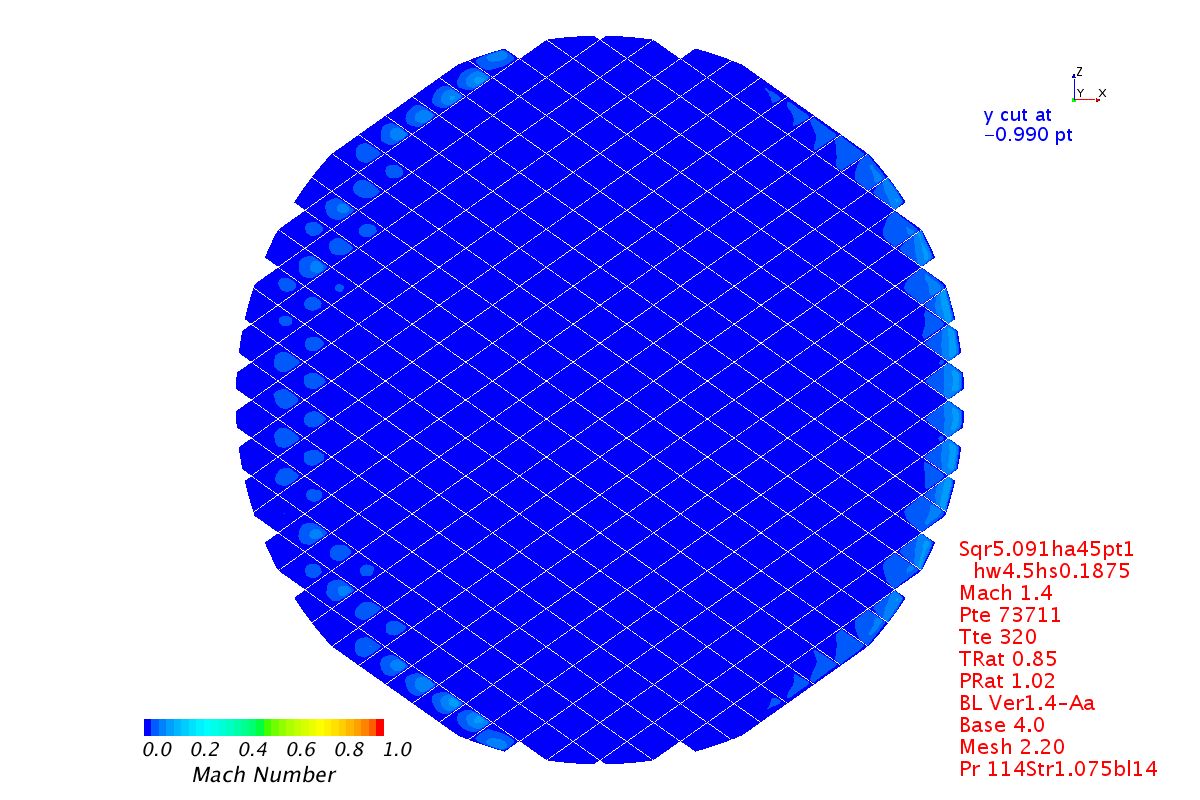 Z
Y X
y cut at
−0.990 pt
Sqr5.091ha45pt1
hw4.5hs0.1875
Mach 1.4
Pte 73711
Tte 320
TRat 0.85
PRat 1.02
BL Ver1.4−Aa
Base 4.0
Mesh 2.20
Pr 114Str1.075bl14
0.0 0.2 0.4 0.6 0.8 1.0
Mach Number